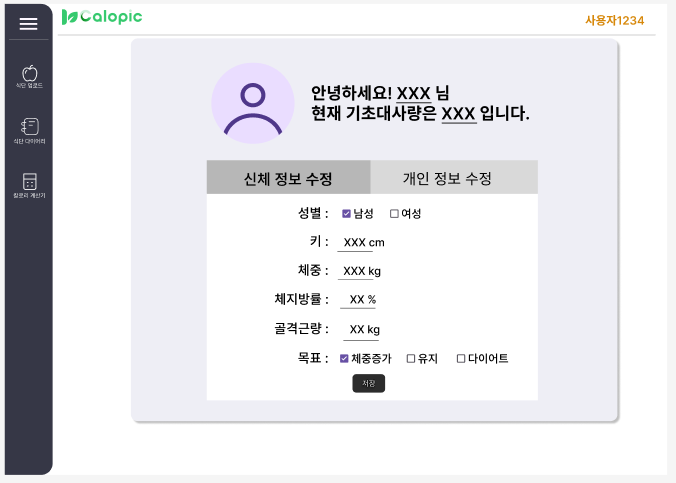 Calopic
사용자1234
식단 업로드
식단 다이어리
칼로리 계산기
안녕하세요! XXX 님
현재 기초대사량은 XXX 입니다.
신체 정보 수정
개인 정보 수정
성별 : 남성 여성
키 : XXX cm
체중 : XXX kg
체지방률 : XX %
골격근량 : XX kg
목표 : 체중증가 유지 다이어트
저장